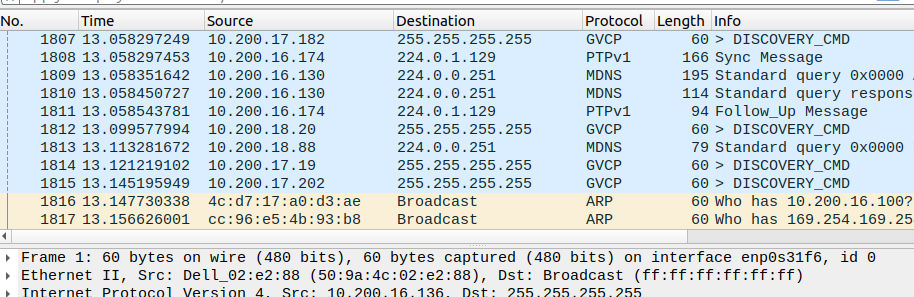 No. Time Source Destination Protocol Length Info
1807 13.058297249 10.200.17.182 255.255.255.255 GVCP 60 > DISCOVERY_CMD
1808 13.058297453 10.200.16.174 224.0.1.129 PTPv1 166 Sync Message
1809 13.058351642 10.200.16.130 224.0.0.251 MDNS 195 Standard query 0x0000
1810 13.058450727 10.200.16.130 224.0.0.251 MDNS 114 Standard query respons
1811 13.058543781 10.200.16.174 224.0.1.129 PTPv1 94 Follow_Up Message
1812 13.099577994 10.200.18.20 255.255.255.255 GVCP 60 > DISCOVERY_CMD
1813 13.113281672 10.200.18.88 224.0.0.251 MDNS 79 Standard query 0x0000
1814 13.121219102 10.200.17.19 255.255.255.255 GVCP 60 > DISCOVERY_CMD
1815 13.145195949 10.200.17.202 255.255.255.255 GVCP 60 > DISCOVERY_CMD
1816 13.147730338 4c:d7:17:a0:d3:ae Broadcast ARP 60 Who has 10.200.16.100?
1817 13.156626001 cc:96:e5:4b:93:b8 Broadcast ARP 60 Who has 169.254.169.25
Frame 1: 60 bytes on wire (480 bits), 60 bytes captured (480 bits) on interface enp0s31f6, id 0
Ethernet II, Src: Dell_02:e2:88 (50:9a:4c:02:e2:88), Dst: Broadcast (ff:ff:ff:ff:ff:ff)
Internet Protocol Version 4, Src: 10.200.16.136, Dst: 255.255.255.255